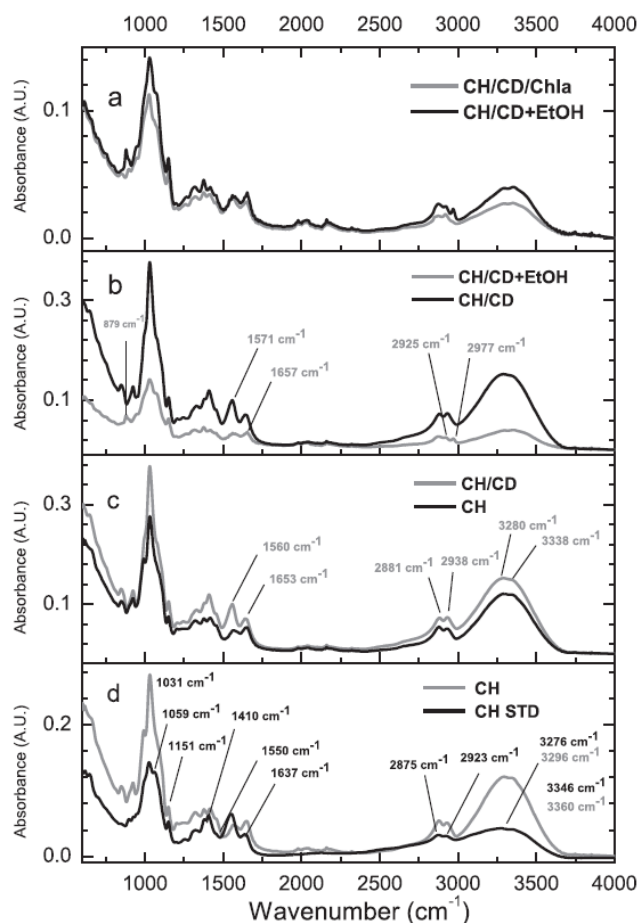 1000 1500 2000 2500 3000 3500 4000
a
CH/CD/Chla
CH/CD+EtOH
Absorbance (A.U.)
0.1
0.0
b
CH/CD+EtOH
CH/CD
Absorbance (A.U.)
0.3
0.1
879 cm-1
1571 cm-1
1657 cm-1
2925 cm-1
2977 cm-1
c
CH/CD
CH
Absorbance (A.U.)
0.3
0.1
1560 cm-1
1653 cm-1
2881 cm-1
2938 cm-1
3280 cm-1
3338 cm-1
d
CH
CH STD
Absorbance (A.U.)
0.2
0.0
1031 cm-1
1059 cm-1
1151 cm-1
1410 cm-1
1550 cm-1
1637 cm-1
2875 cm-1
2923 cm-1
3276 cm-1
3296 cm-1
3346 cm-1
3360 cm-1
1000 1500 2000 2500 3000 3500 4000
Wavenumber (cm-1)